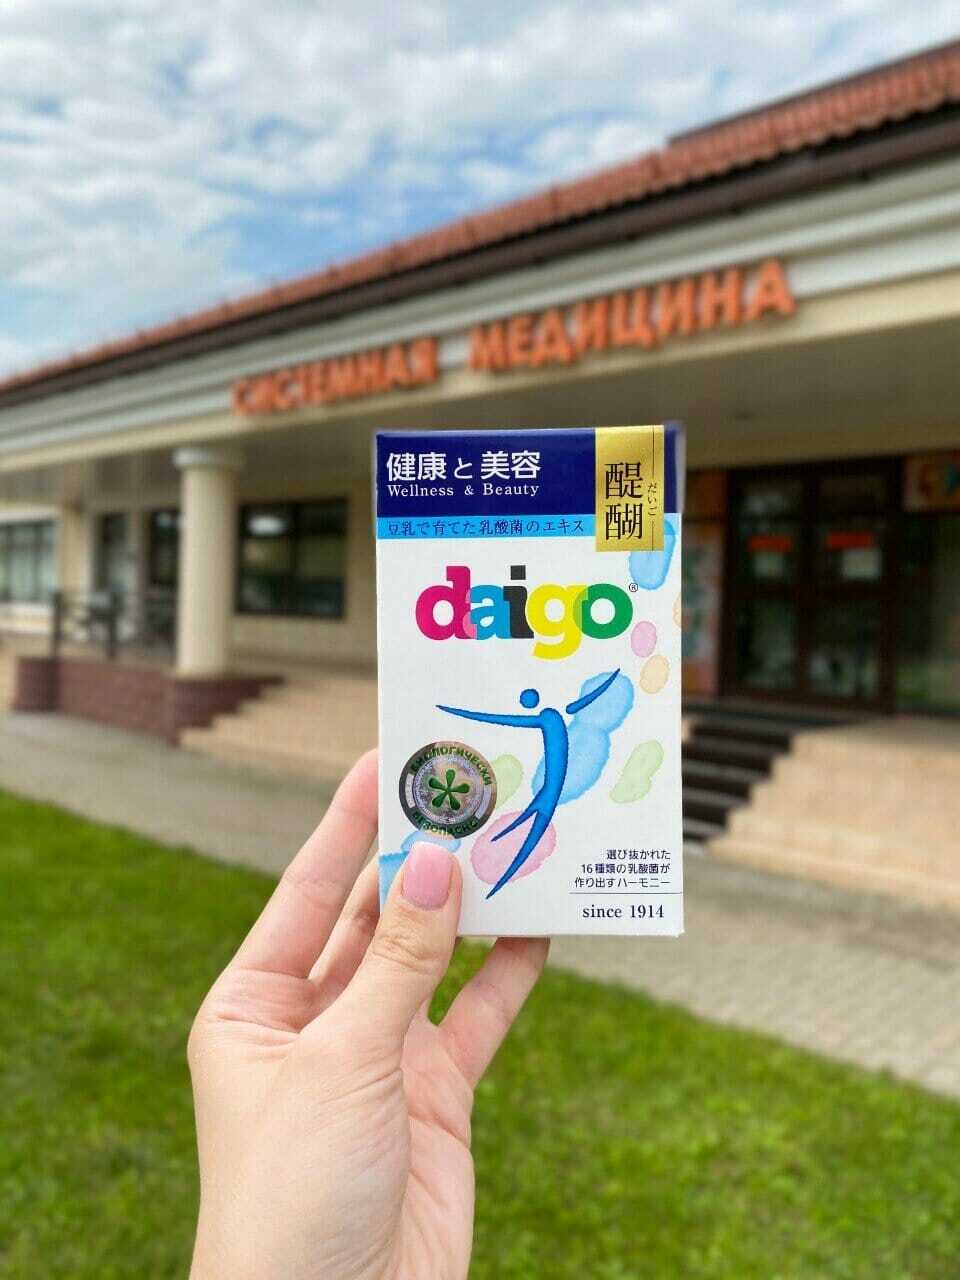 СИСТЕМНАЯ МЕДИЦИНА
健康と美容
Wellness & Beauty
醍醐
だいご
豆乳で育てた乳酸菌のエキス
daigo®
БИОЛОГИЧЕСКИ
БЕЗОПАСНО
選び抜かれた
16種類の乳酸菌が
作り出すハーモニー
since 1914